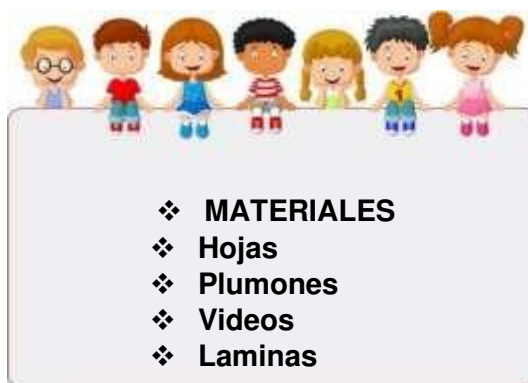 ❖ MATERIALES
❖ Hojas
❖ Plumones
❖ Videos
❖ Laminas